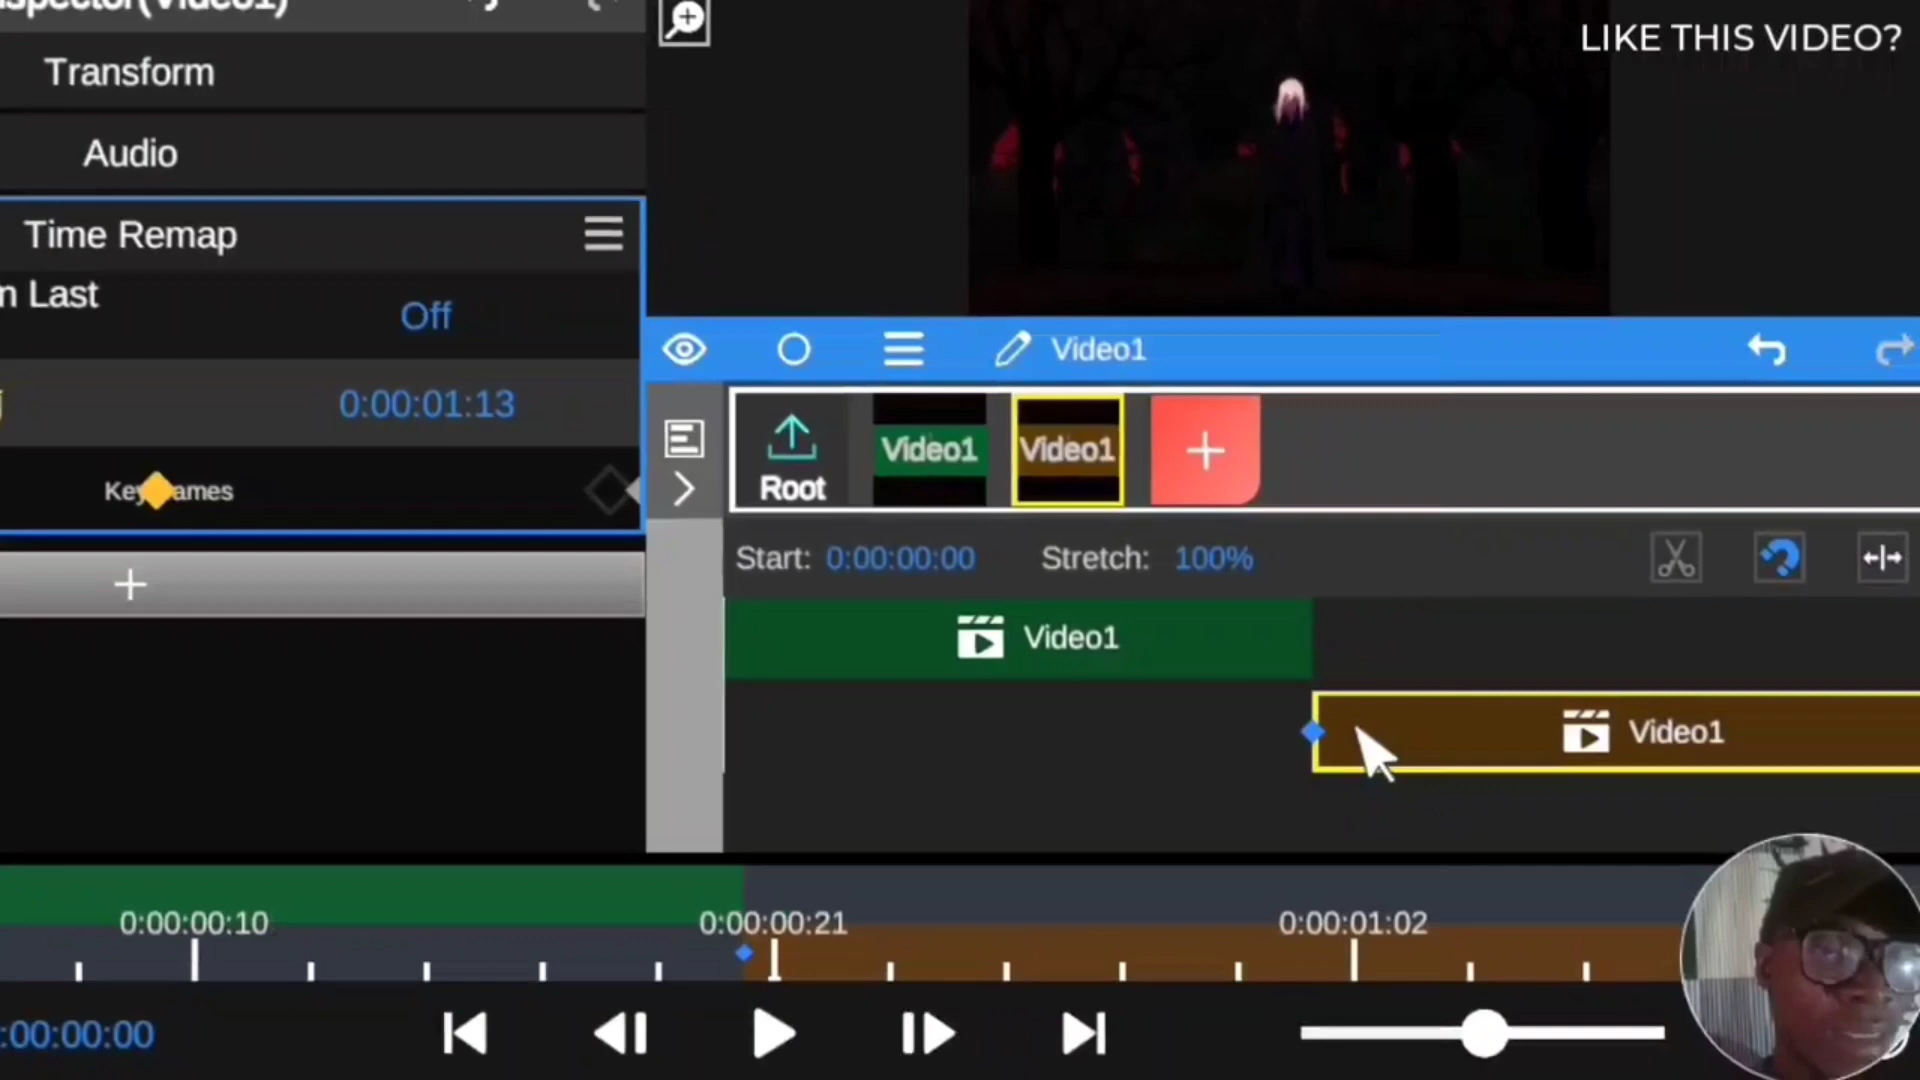 spector(Video1)
LIKE THIS VIDEO?
Transform
Audio
Time Remap
n Last
Off
0:00:01:13
Keyframes
Video1
Root
Video1
Video1
Start: 0:00:00:00 Stretch: 100%
Video1
Video1
0:00:00:10 0:00:00:21 0:00:01:02
:00:00:00